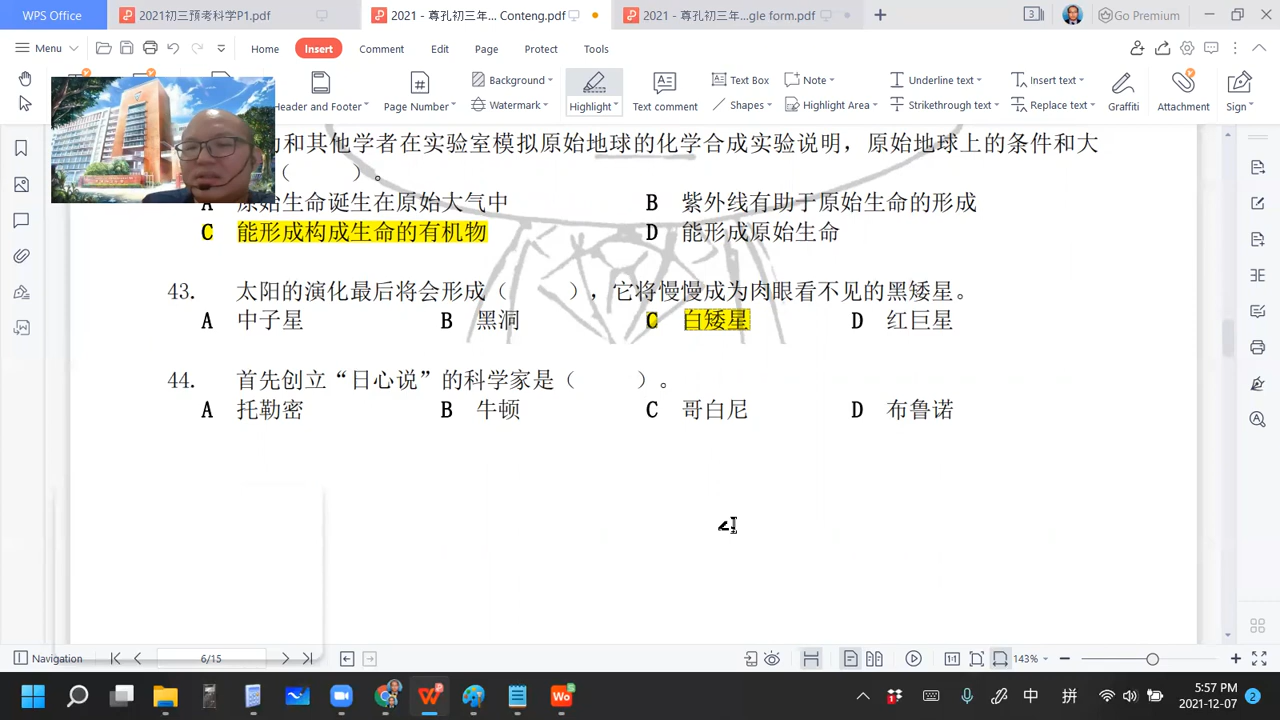 WPS Office
2021初三预考科学P1.pdf
2021 - 尊孔初三年... Conteng.pdf
2021 - 尊孔初三年...gle form.pdf
3
Go Premium
Menu
Home
Insert
Comment
Edit
Page
Protect
Tools
Header and Footer
Page Number
Background
Watermark
Highlight
Text comment
Text Box
Shapes
Note
Highlight Area
Underline text
Strikethrough text
Insert text
Replace text
Graffiti
Attachment
Sign
和其他学者在实验室模拟原始地球的化学合成实验说明，原始地球上的条件和大
（ ）。
A 原始生命诞生在原始大气中 B 紫外线有助于原始生命的形成
C 能形成构成生命的有机物 D 能形成原始生命
43. 太阳的演化最后将会形成（ ），它将慢慢成为肉眼看不见的黑矮星。
A 中子星 B 黑洞 C 白矮星 D 红巨星
44. 首先创立“日心说”的科学家是（ ）。
A 托勒密 B 牛顿 C 哥白尼 D 布鲁诺
Navigation
6/15
1:1
143%
W
Wo
中
拼
5:57 PM
2021-12-07
2